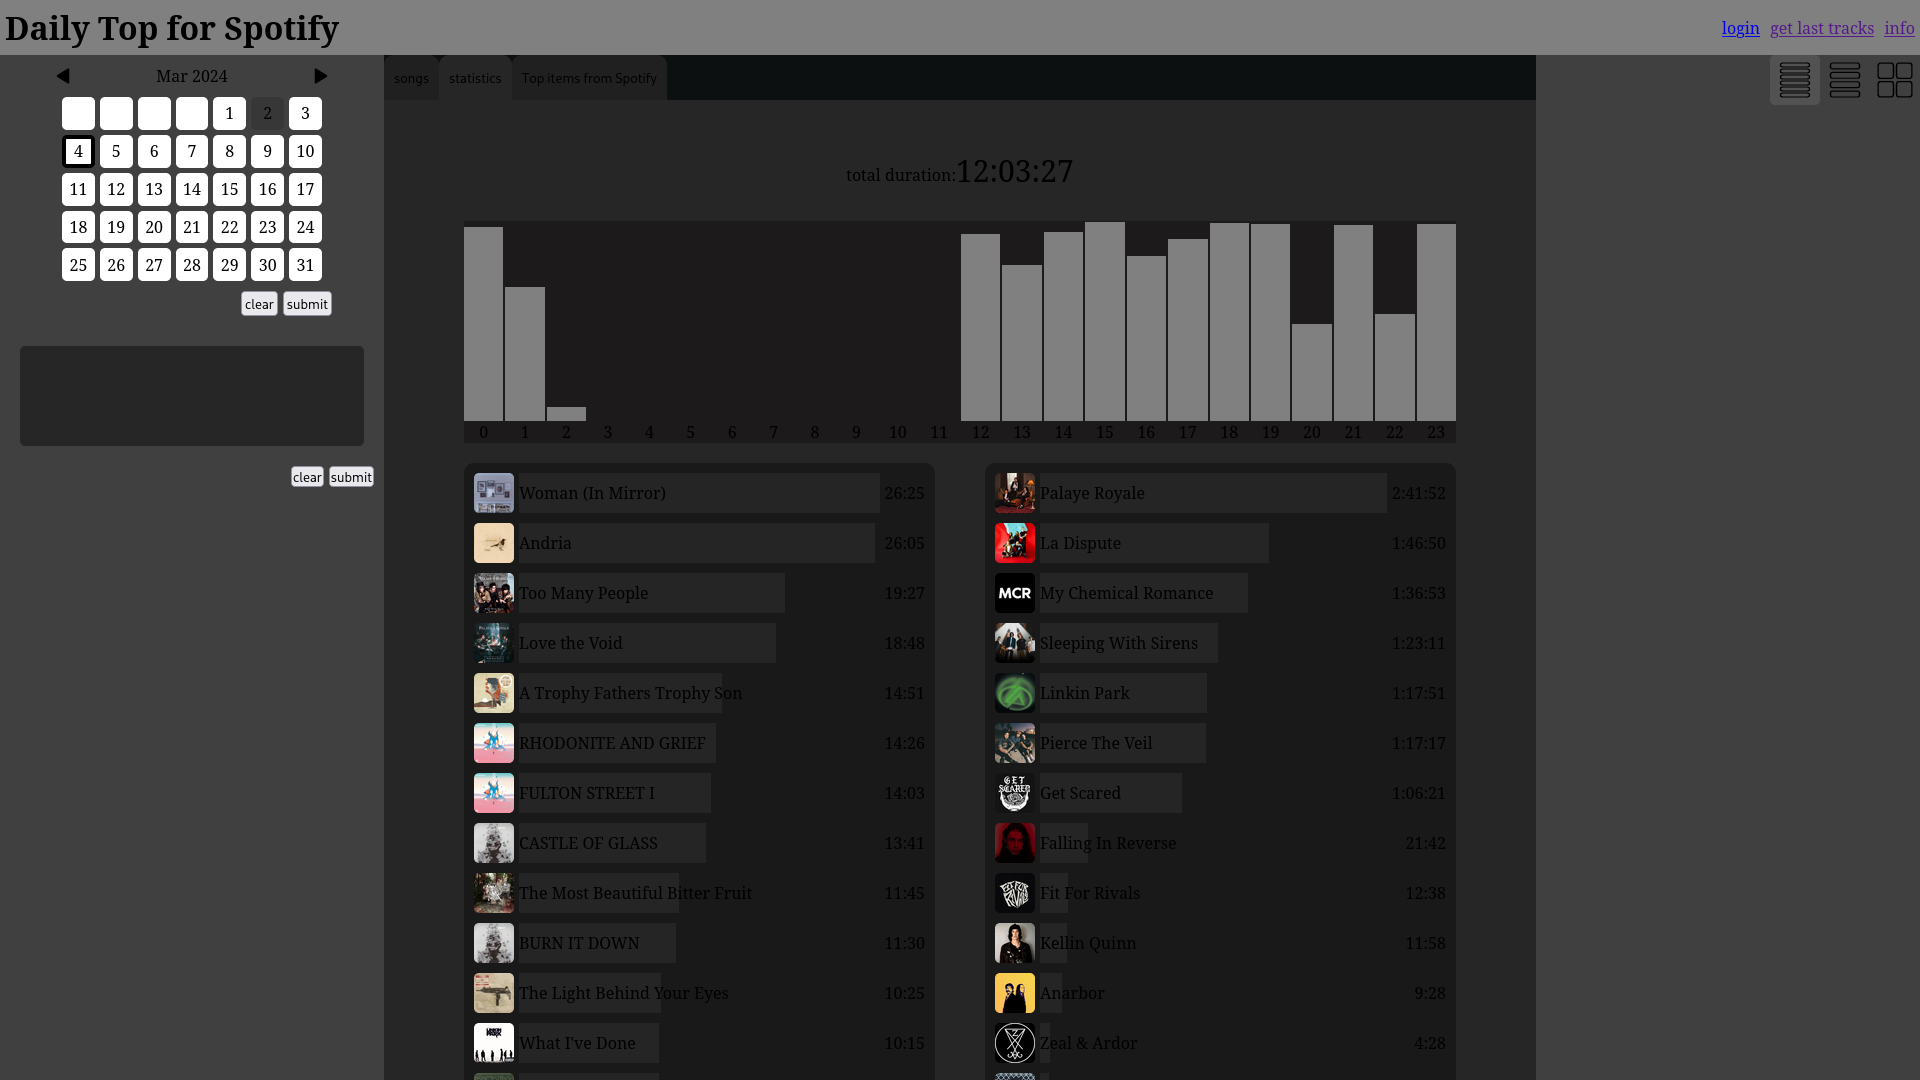 Daily Top for Spotify
login get last tracks info
Mar 2024
1 2 3
4 5 6 7 8 9 10
11 12 13 14 15 16 17
18 19 20 21 22 23 24
25 26 27 28 29 30 31
clear submit
clear submit
songs statistics Top items from Spotify
total duration:12:03:27
0 1 2 3 4 5 6 7 8 9 10 11 12 13 14 15 16 17 18 19 20 21 22 23
Woman (In Mirror) 26:25
Andria 26:05
Too Many People 19:27
Love the Void 18:48
A Trophy Fathers Trophy Son 14:51
RHODONITE AND GRIEF 14:26
FULTON STREET I 14:03
CASTLE OF GLASS 13:41
The Most Beautiful Bitter Fruit 11:45
BURN IT DOWN 11:30
The Light Behind Your Eyes 10:25
What I've Done 10:15
Palaye Royale 2:41:52
La Dispute 1:46:50
MCR My Chemical Romance 1:36:53
Sleeping With Sirens 1:23:11
Linkin Park 1:17:51
Pierce The Veil 1:17:17
GET SCARED Get Scared 1:06:21
Falling In Reverse 21:42
Fit For Rivals 12:38
Kellin Quinn 11:58
Anarbor 9:28
Zeal & Ardor 4:28